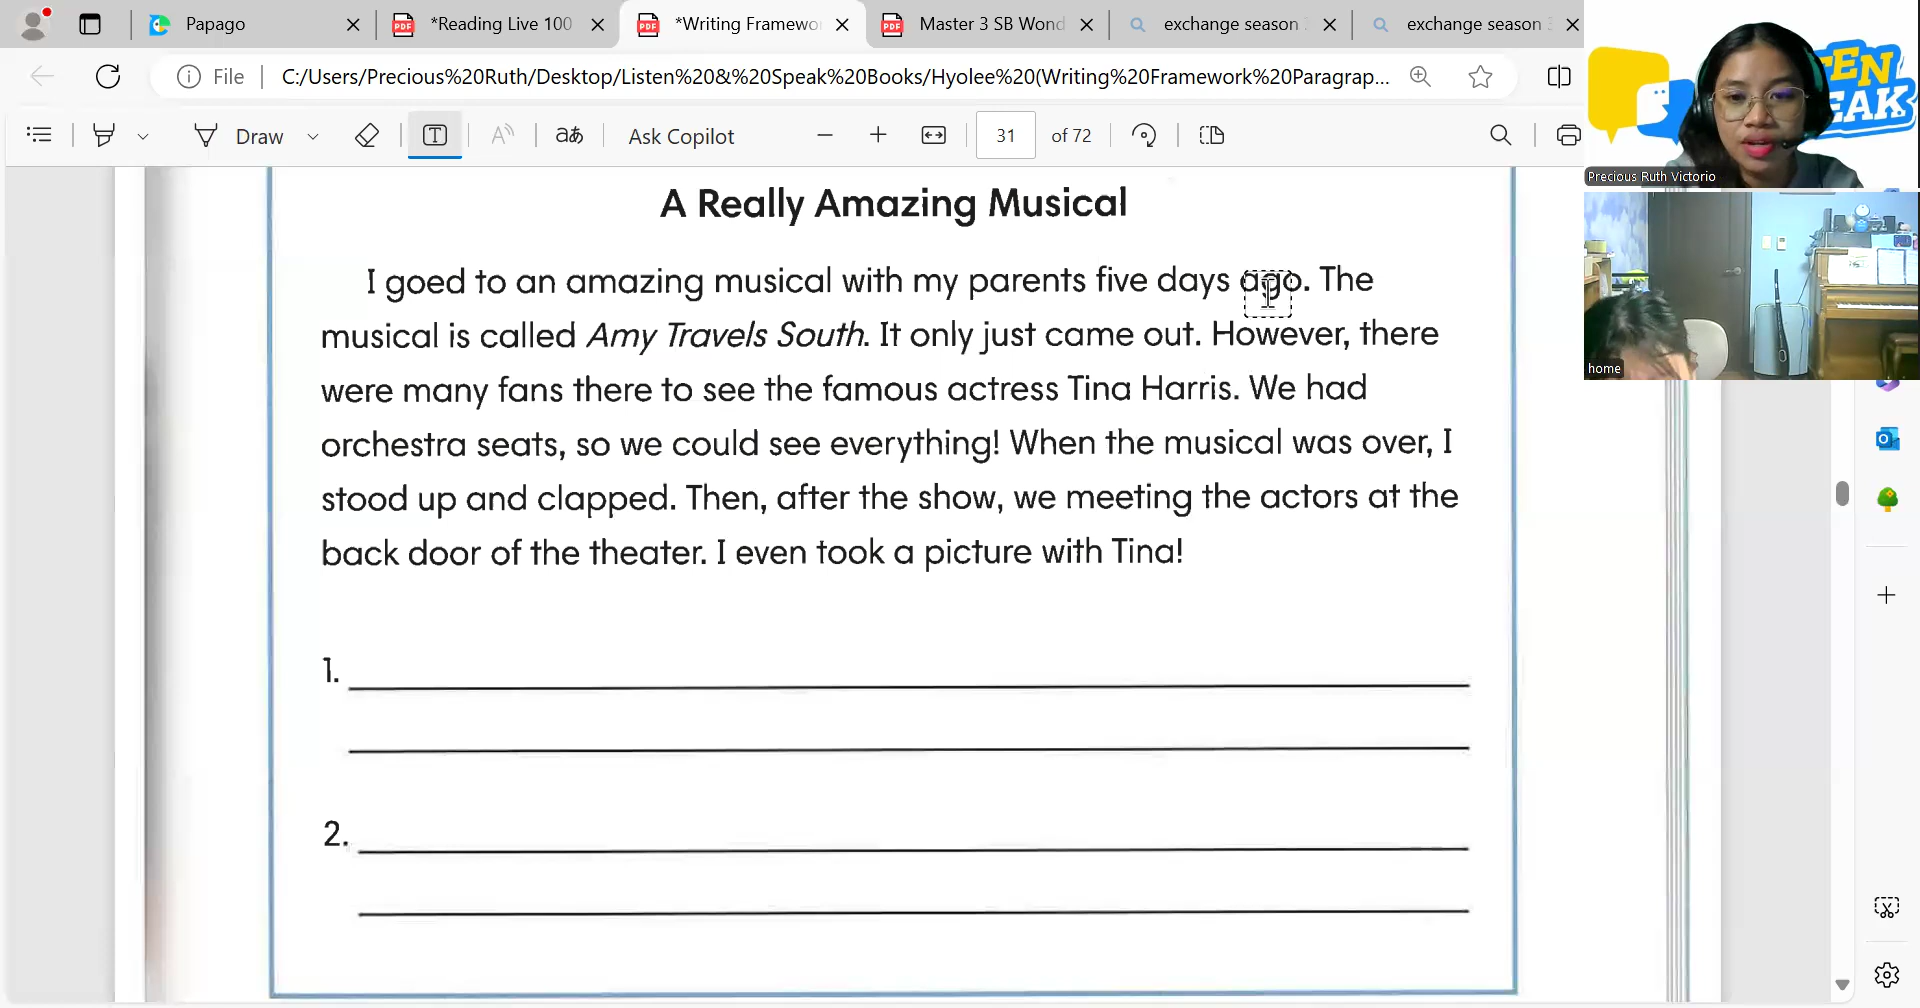 Papago
*Reading Live 100
*Writing Framewo
Master 3 SB Wond
exchange season
exchange season
File
C:/Users/Precious%20Ruth/Desktop/Listen%20&%20Speak%20Books/Hyolee%20(Writing%20Framework%20Paragrap...
Draw
Ask Copilot
31
of 72
EN
EAK
Precious Ruth Victorio
home
A Really Amazing Musical
I goed to an amazing musical with my parents five days ago. The
musical is called Amy Travels South. It only just came out. However, there
were many fans there to see the famous actress Tina Harris. We had
orchestra seats, so we could see everything! When the musical was over, I
stood up and clapped. Then, after the show, we meeting the actors at the
back door of the theater. I even took a picture with Tina!
1.
2.